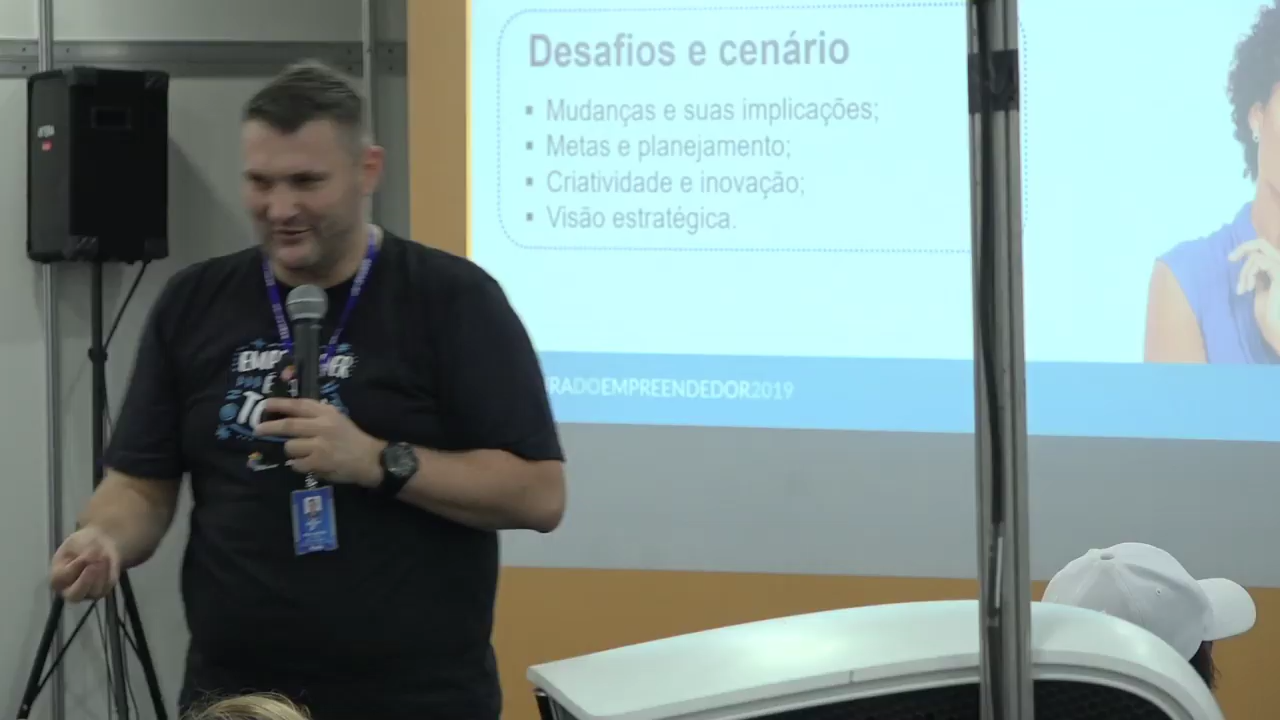 Desafios e cenário
▪ Mudanças e suas implicações;
▪ Metas e planejamento;
▪ Criatividade e inovação;
▪ Visão estratégica.
RADOEMPREENDEDOR2019
É